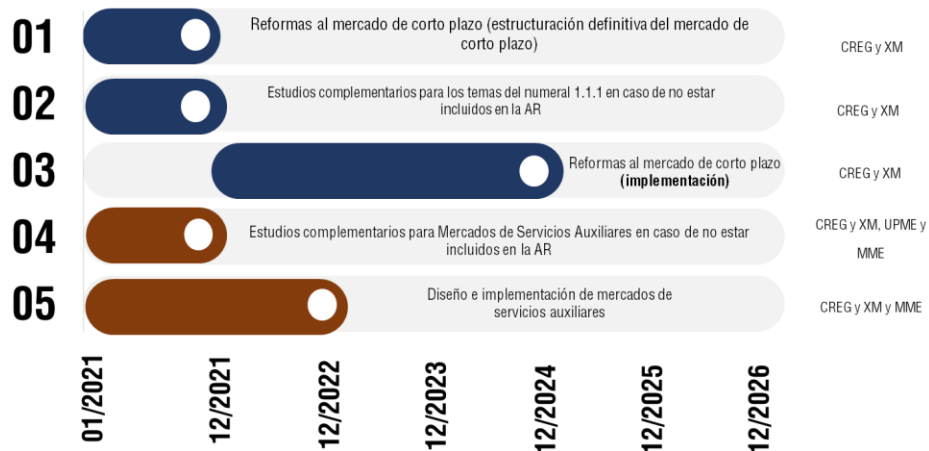 01
Reformas al mercado de corto plazo (estructuración definitiva del mercado de
corto plazo)
CREG y XM
02
Estudios complementarios para los temas del numeral 1.1.1 en caso de no estar
incluidos en la AR
CREG y XM
03
Reformas al mercado de corto plazo
(implementación)
CREG y XM
04
Estudios complementarios para Mercados de Servicios Auxiliares en caso de no estar
incluidos en la AR
CREG y XM, UPME y
MME
05
Diseño e implementación de mercados de
servicios auxiliares
CREG y XM y MME
01/2021
12/2021
12/2022
12/2023
12/2024
12/2025
12/2026